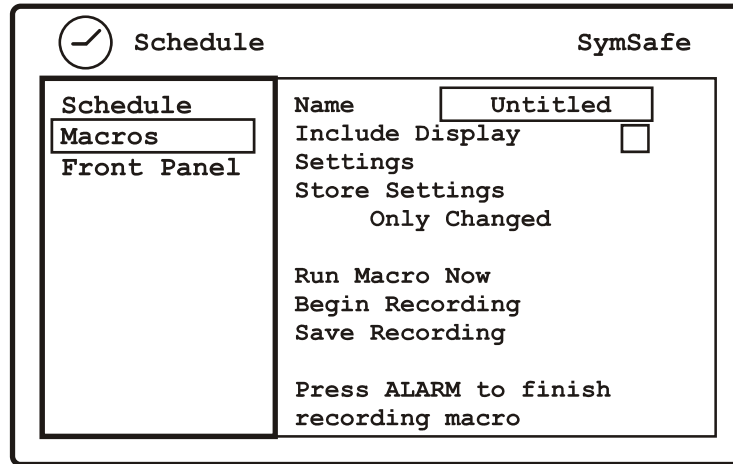 Schedule
SymSafe
Schedule
Macros
Front Panel
Name
Untitled
Include Display
Settings
Store Settings
Only Changed
Run Macro Now
Begin Recording
Save Recording
Press ALARM to finish
recording macro